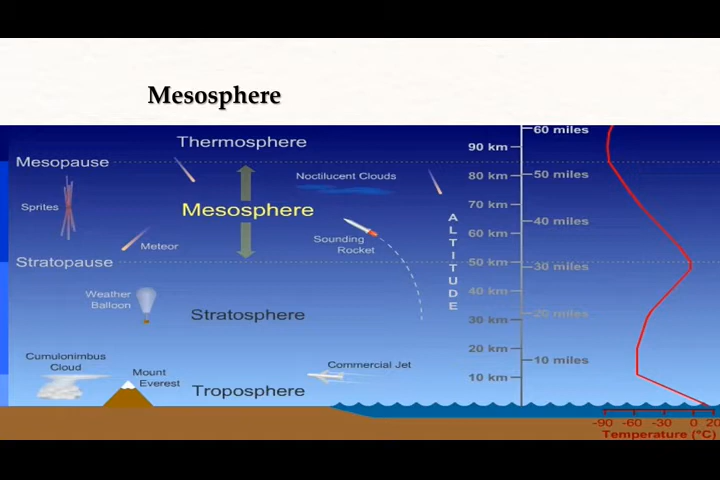 Mesosphere
60 miles
Thermosphere
90 km
Mesopause
Noctilucent Clouds
80 km
50 miles
Sprites
Mesosphere
70 km
40 miles
ALTITUDE
Sounding
Rocket
60 km
Meteor
Stratopause
50 km
30 miles
Weather
Balloon
40 km
Stratosphere
30 km
20 miles
20 km
Cumulonimbus
Cloud
Mount
Everest
Commercial Jet
10 miles
10 km
Troposphere
-90 -60 -30 0 20
Temperature (°C)